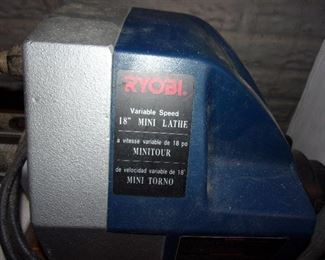 RYOBI.
Variable Speed
18" MINI LATHE
a vitesse variable de 18 po
MINITOUR
de velocidad variable de 18"
MINI TORNO